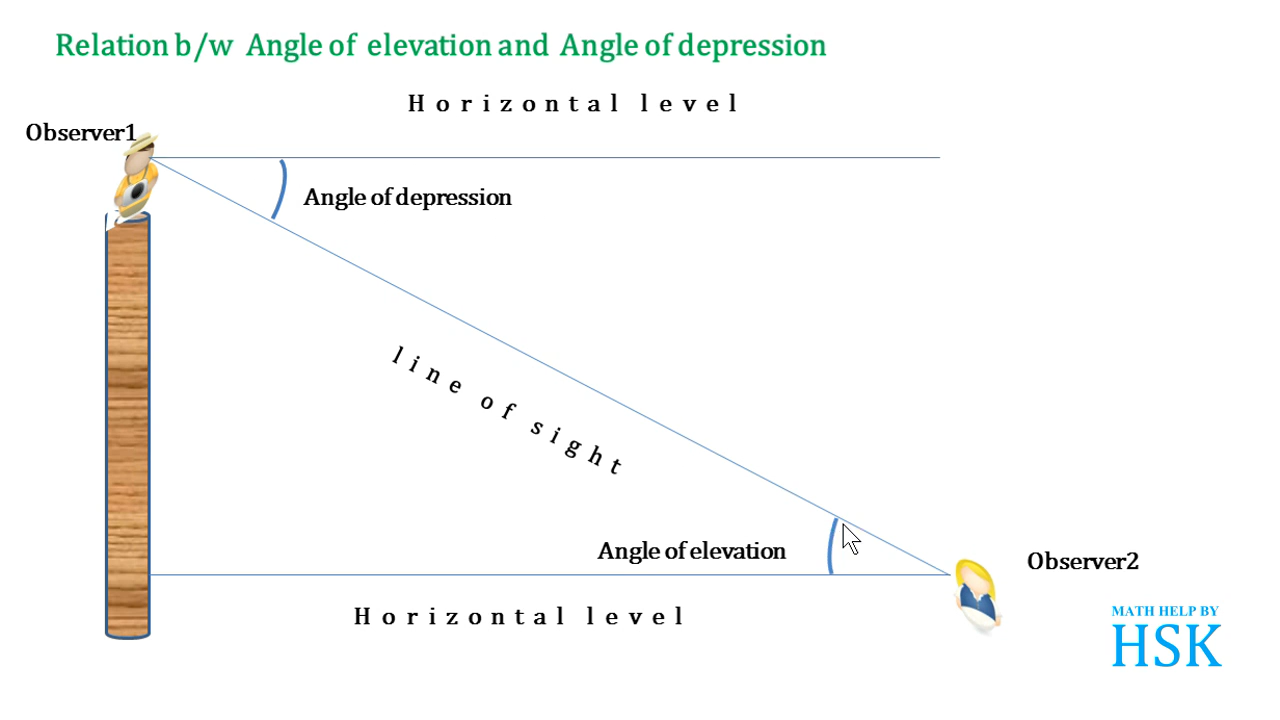 Relation b/w Angle of elevation and Angle of depression
Horizontal level
Observer1
Angle of depression
line of sight
Angle of elevation
Observer2
Horizontal level
MATH HELP BY
HSK